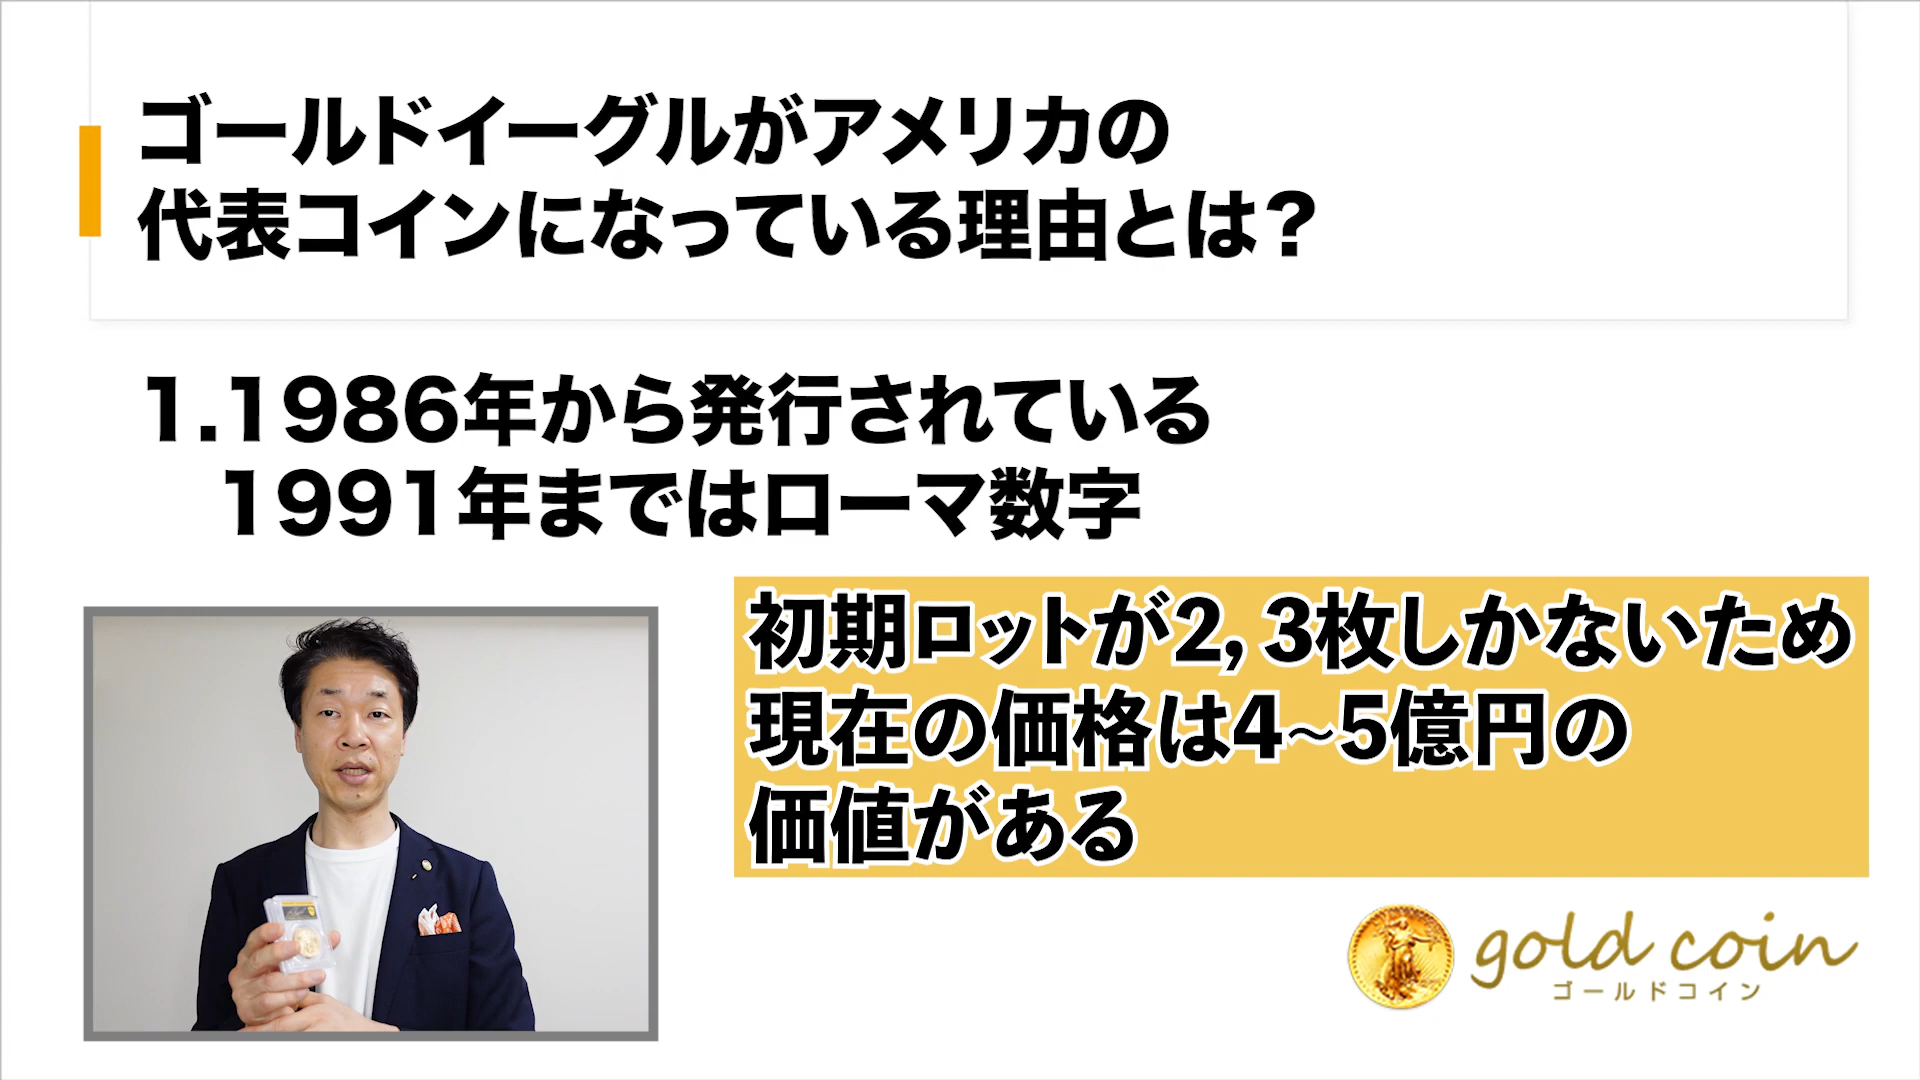 ゴールドイーグルがアメリカの
代表コインになっている理由とは？
1.1986年から発行されている
1991年まではローマ数字
初期ロットが2,3枚しかないため
現在の価格は4~5億円の
価値がある
gold coin
ゴールドコイン